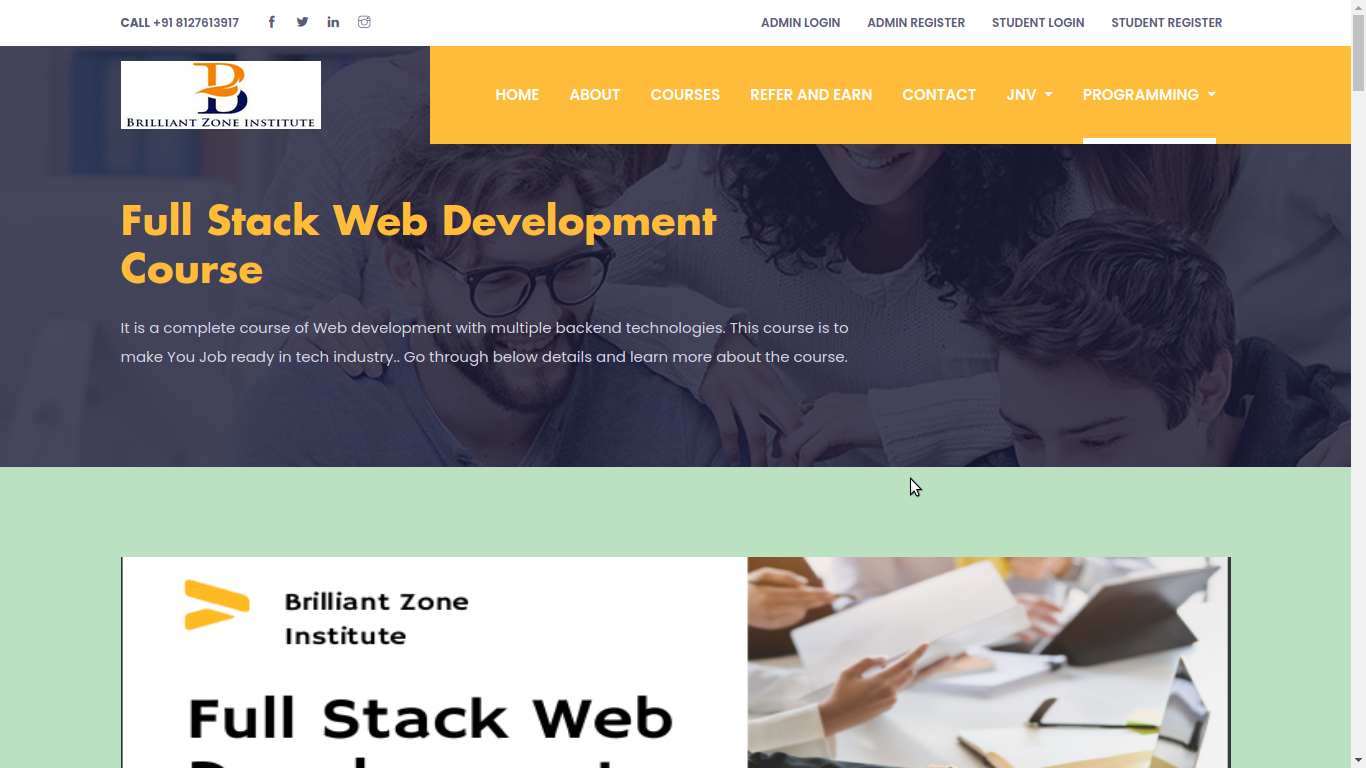 CALL +91 8127613917
ADMIN LOGIN ADMIN REGISTER STUDENT LOGIN STUDENT REGISTER
B
BRILLIANT ZONE INSTITUTE
HOME ABOUT COURSES REFER AND EARN CONTACT JNV PROGRAMMING
Full Stack Web Development
Course
It is a complete course of Web development with multiple backend technologies. This course is to
make You Job ready in tech industry.. Go through below details and learn more about the course.
Brilliant Zone
Institute
Full Stack Web